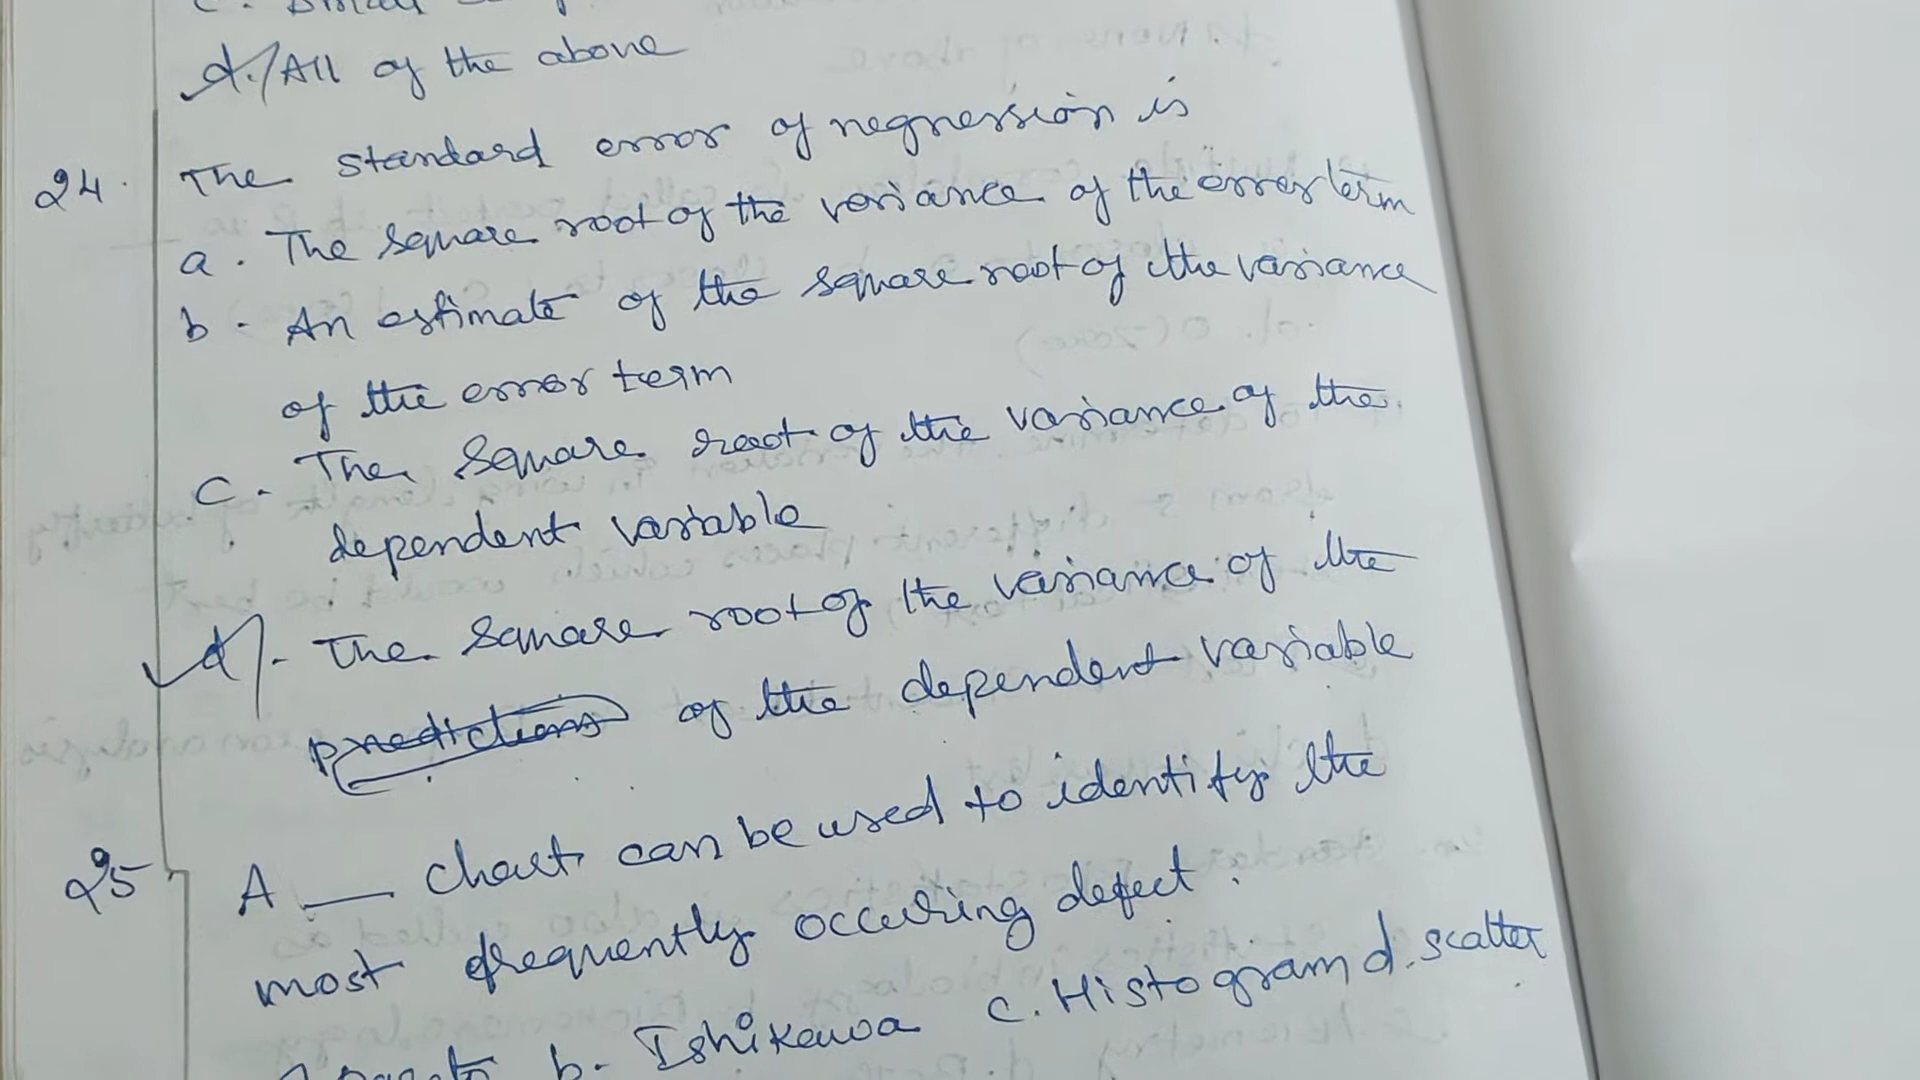 d. All of the above
24. The standard error of regression is
a. The square root of the variance of the error term
b. An estimate of the square root of the variance
of the error term
c. The square root of the variance of the
dependent variable
d. The square root of the variance of the
predictions of the dependent variable
25 A __ chart can be used to identify the
most frequently occuring defect.
b. Ishikawa c. Histogram d. scatter